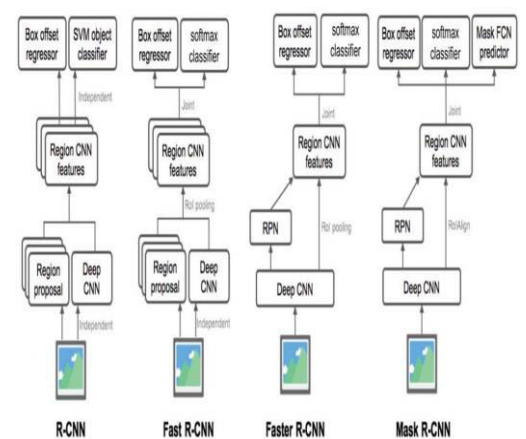 Box offset
regressor
SVM object
classifier
Independent
Region CNN
features
Region
proposal
Deep
CNN
Independent
R-CNN
Box offset
regressor
softmax
classifier
Joint
Region CNN
features
RoI pooling
Region
proposal
Deep
CNN
Independent
Fast R-CNN
Box offset
regressor
softmax
classifier
Joint
Region CNN
features
RPN
RoI pooling
Deep CNN
Faster R-CNN
Box offset
regressor
softmax
classifier
Mask FCN
predictor
Joint
Region CNN
features
RPN
RoIAlign
Deep CNN
Mask R-CNN